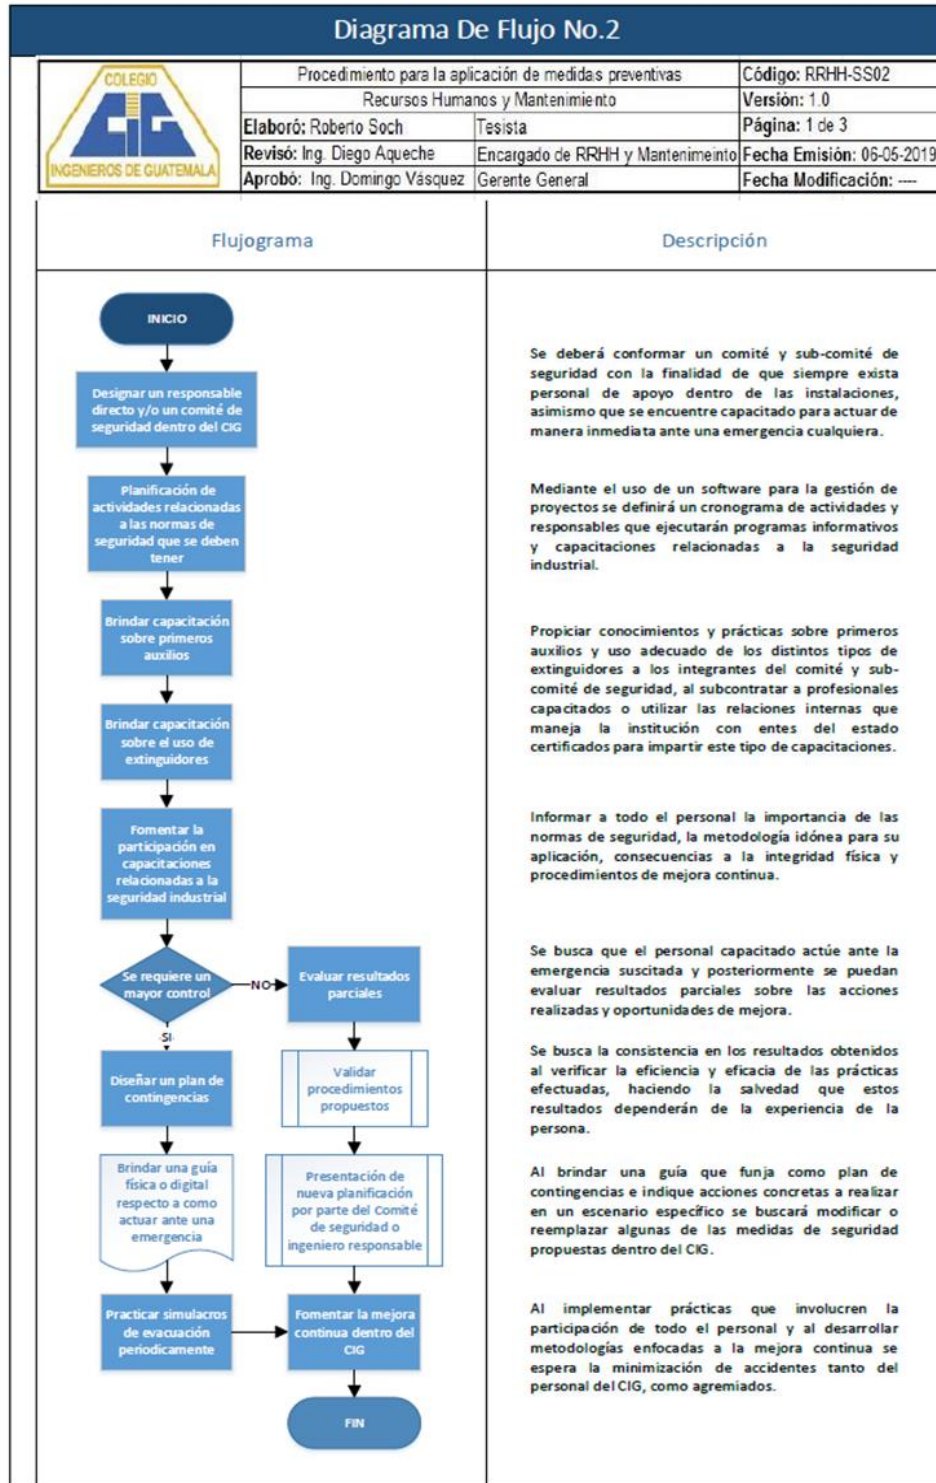 Diagrama De Flujo No.2
COLEGIO
CIG
INGENIEROS DE GUATEMALA
Procedimiento para la aplicación de medidas preventivas
Código: RRHH-SS02
Recursos Humanos y Mantenimiento
Versión: 1.0
Elaboró: Roberto Soch
Tesista
Página: 1 de 3
Revisó: Ing. Diego Aqueche
Encargado de RRHH y Mantenimeinto
Fecha Emisión: 06-05-2019
Aprobó: Ing. Domingo Vásquez
Gerente General
Fecha Modificación: ----
Flujograma
Descripción
INICIO
Designar un responsable
directo y/o un comité de
seguridad dentro del CIG
Se deberá conformar un comité y sub-comité de
seguridad con la finalidad de que siempre exista
personal de apoyo dentro de las instalaciones,
asimismo que se encuentre capacitado para actuar de
manera inmediata ante una emergencia cualquiera.
Planificación de
actividades relacionadas
a las normas de
seguridad que se deben
tener
Mediante el uso de un software para la gestión de
proyectos se definirá un cronograma de actividades y
responsables que ejecutarán programas informativos
y capacitaciones relacionadas a la seguridad
industrial.
Brindar capacitación
sobre primeros
auxilios
Brindar capacitación
sobre el uso de
extinguidores
Propiciar conocimientos y prácticas sobre primeros
auxilios y uso adecuado de los distintos tipos de
extinguidores a los integrantes del comité y sub-
comité de seguridad, al subcontratar a profesionales
capacitados o utilizar las relaciones internas que
maneja la institución con entes del estado
certificados para impartir este tipo de capacitaciones.
Fomentar la
participación en
capacitaciones
relacionadas a la
seguridad industrial
Informar a todo el personal la importancia de las
normas de seguridad, la metodología idónea para su
aplicación, consecuencias a la integridad física y
procedimientos de mejora continua.
Se requiere un
mayor control
NO
Evaluar resultados
parciales
Se busca que el personal capacitado actúe ante la
emergencia suscitada y posteriormente se puedan
evaluar resultados parciales sobre las acciones
realizadas y oportunidades de mejora.
SI
Diseñar un plan de
contingencias
Validar
procedimientos
propuestos
Se busca la consistencia en los resultados obtenidos
al verificar la eficiencia y eficacia de las prácticas
efectuadas, haciendo la salvedad que estos
resultados dependerán de la experiencia de la
persona.
Brindar una guía
física o digital
respecto a como
actuar ante una
emergencia
Presentación de
nueva planificación
por parte del Comité
de seguridad o
ingeniero responsable
Al brindar una guía que funja como plan de
contingencias e indique acciones concretas a realizar
en un escenario específico se buscará modificar o
reemplazar algunas de las medidas de seguridad
propuestas dentro del CIG.
Practicar simulacros
de evacuación
periodicamente
Fomentar la mejora
continua dentro del
CIG
Al implementar prácticas que involucren la
participación de todo el personal y al desarrollar
metodologías enfocadas a la mejora continua se
espera la minimización de accidentes tanto del
personal del CIG, como agremiados.
FIN